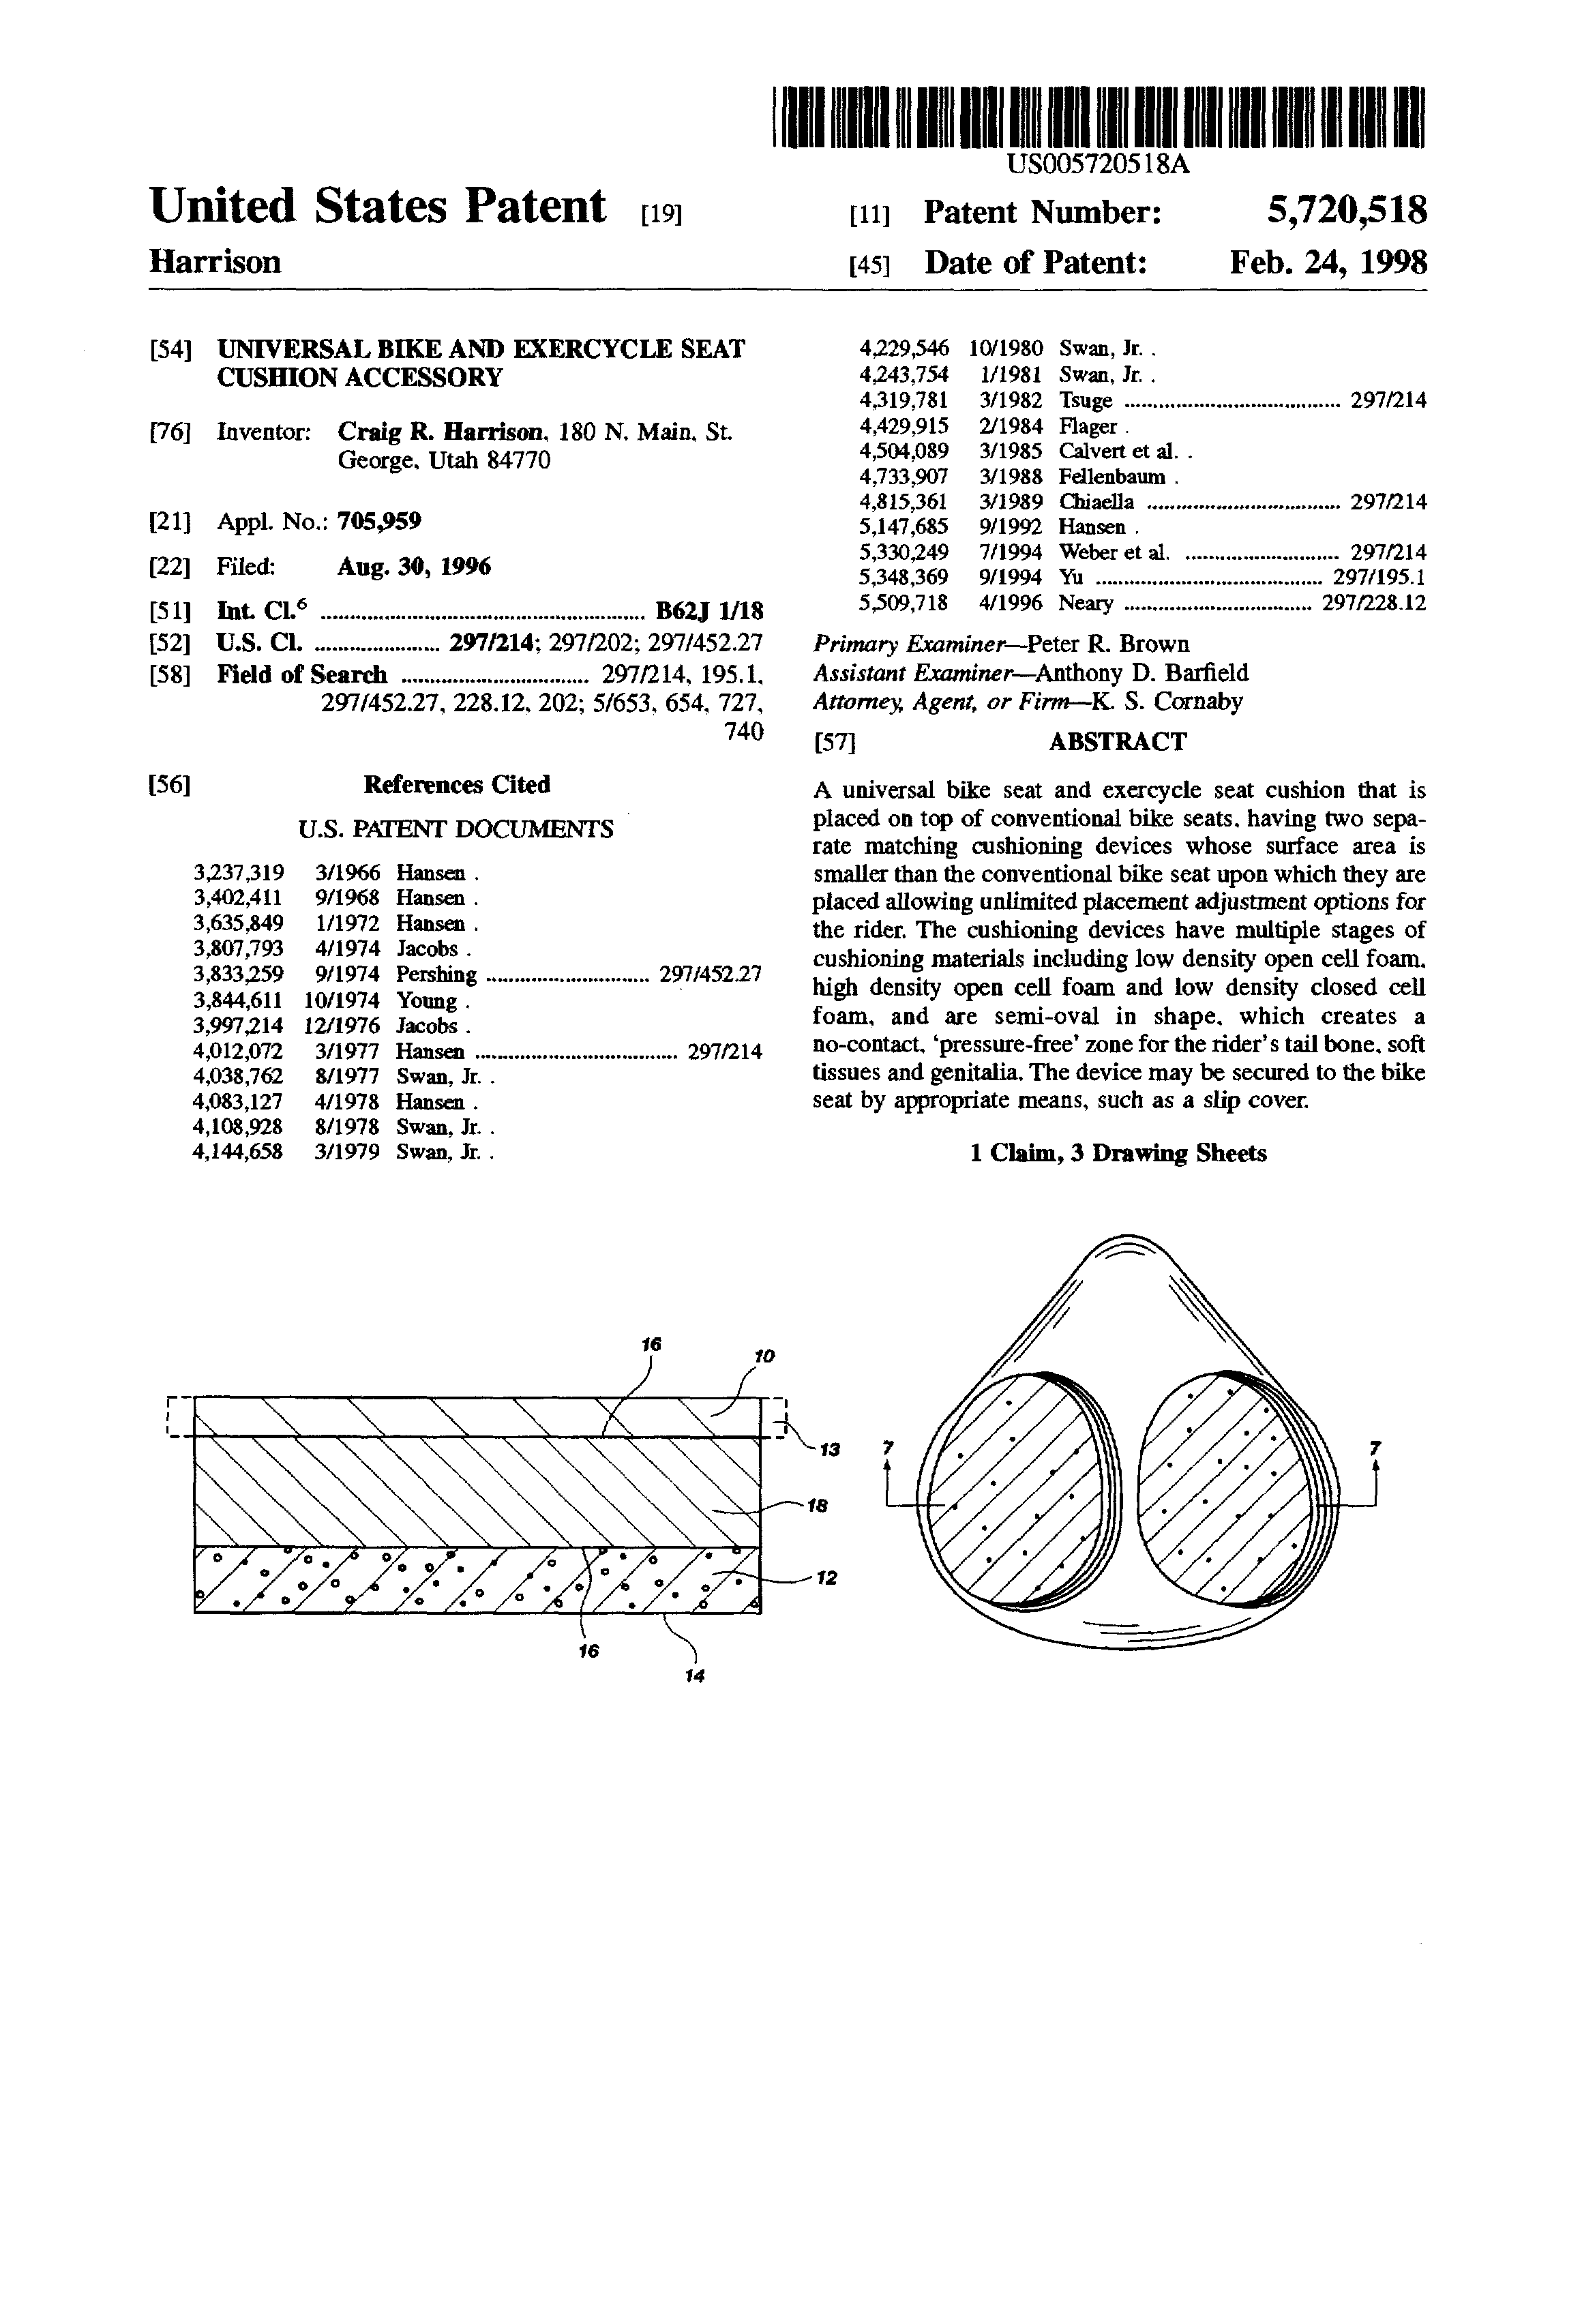 US005720518A
United States Patent [19]
Harrison
[11] Patent Number: 5,720,518
[45] Date of Patent: Feb. 24, 1998
[54] UNIVERSAL BIKE AND EXERCYCLE SEAT
CUSHION ACCESSORY
[76] Inventor: Craig R. Harrison, 180 N. Main, St.
George, Utah 84770
[21] Appl. No.: 705,959
[22] Filed: Aug. 30, 1996
[51] Int. Cl.⁶ ........................ B62J 1/18
[52] U.S. Cl. ........................ 297/214; 297/202; 297/452.27
[58] Field of Search ........................ 297/214, 195.1,
297/452.27, 228.12, 202; 5/653, 654, 727,
740
[56] References Cited
U.S. PATENT DOCUMENTS
3,237,319 3/1966 Hansen .
3,402,411 9/1968 Hansen .
3,635,849 1/1972 Hansen .
3,807,793 4/1974 Jacobs .
3,833,259 9/1974 Pershing ........................ 297/452.27
3,844,611 10/1974 Young .
3,997,214 12/1976 Jacobs .
4,012,072 3/1977 Hansen ........................ 297/214
4,038,762 8/1977 Swan, Jr. .
4,083,127 4/1978 Hansen .
4,108,928 8/1978 Swan, Jr. .
4,144,658 3/1979 Swan, Jr. .
4,229,546 10/1980 Swan, Jr. .
4,243,754 1/1981 Swan, Jr. .
4,319,781 3/1982 Tsuge ........................ 297/214
4,429,915 2/1984 Flager .
4,504,089 3/1985 Calvert et al. .
4,733,907 3/1988 Fellenbaum .
4,815,361 3/1989 Chiaella ........................ 297/214
5,147,685 9/1992 Hansen .
5,330,249 7/1994 Weber et al. ........................ 297/214
5,348,369 9/1994 Yu ........................ 297/195.1
5,509,718 4/1996 Neary ........................ 297/228.12
Primary Examiner—Peter R. Brown
Assistant Examiner—Anthony D. Barfield
Attorney, Agent, or Firm—K. S. Cornaby
[57] ABSTRACT
A universal bike seat and exercycle seat cushion that is
placed on top of conventional bike seats, having two sepa-
rate matching cushioning devices whose surface area is
smaller than the conventional bike seat upon which they are
placed allowing unlimited placement adjustment options for
the rider. The cushioning devices have multiple stages of
cushioning materials including low density open cell foam,
high density open cell foam and low density closed cell
foam, and are semi-oval in shape, which creates a
no-contact, ‘pressure-free’ zone for the rider’s tail bone, soft
tissues and genitalia. The device may be secured to the bike
seat by appropriate means, such as a slip cover.
1 Claim, 3 Drawing Sheets
16
10
13
18
12
16
14
7
7